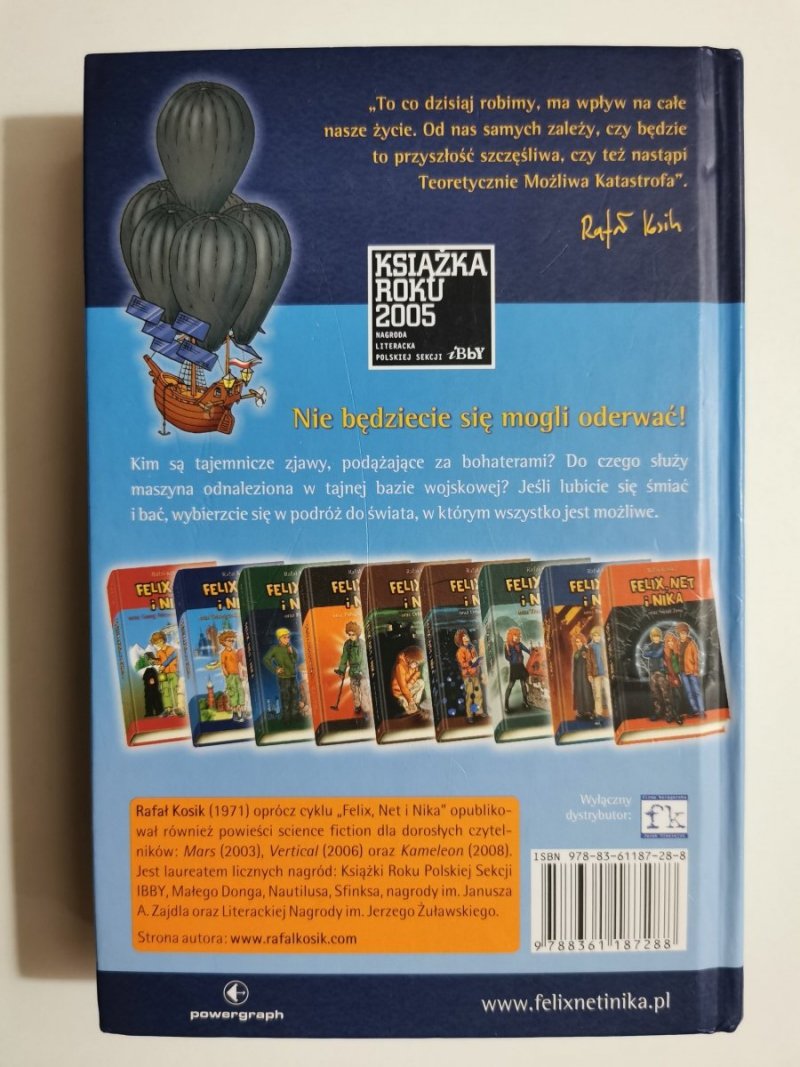 „To co dzisiaj robimy, ma wpływ na całe
nasze życie. Od nas samych zależy, czy będzie
to przyszłość szczęśliwa, czy też nastąpi
Teoretycznie Możliwa Katastrofa”.
Rafał Kosik
KSIĄŻKA
ROKU
2005
NAGRODA
LITERACKA
POLSKIEJ SEKCJI iBbY
Nie będziecie się mogli oderwać!
Kim są tajemnicze zjawy, podążające za bohaterami? Do czego służy
maszyna odnaleziona w tajnej bazie wojskowej? Jeśli lubicie się śmiać
i bać, wybierzcie się w podróż do świata, w którym wszystko jest możliwe.
FELIX, NET
i NIKA
Rafał Kosik (1971) oprócz cyklu „Felix, Net i Nika” opubliko-
wał również powieści science fiction dla dorosłych czytel-
ników: Mars (2003), Vertical (2006) oraz Kameleon (2008).
Jest laureatem licznych nagród: Książki Roku Polskiej Sekcji
IBBY, Małego Donga, Nautilusa, Sfinksa, nagrody im. Janusza
A. Zajdla oraz Literackiej Nagrody im. Jerzego Żuławskiego.
Strona autora: www.rafalkosik.com
Wyłączny
dystrybutor:
fk
ISBN 978-83-61187-28-8
9 788361 187288
powergraph
www.felixnetinika.pl